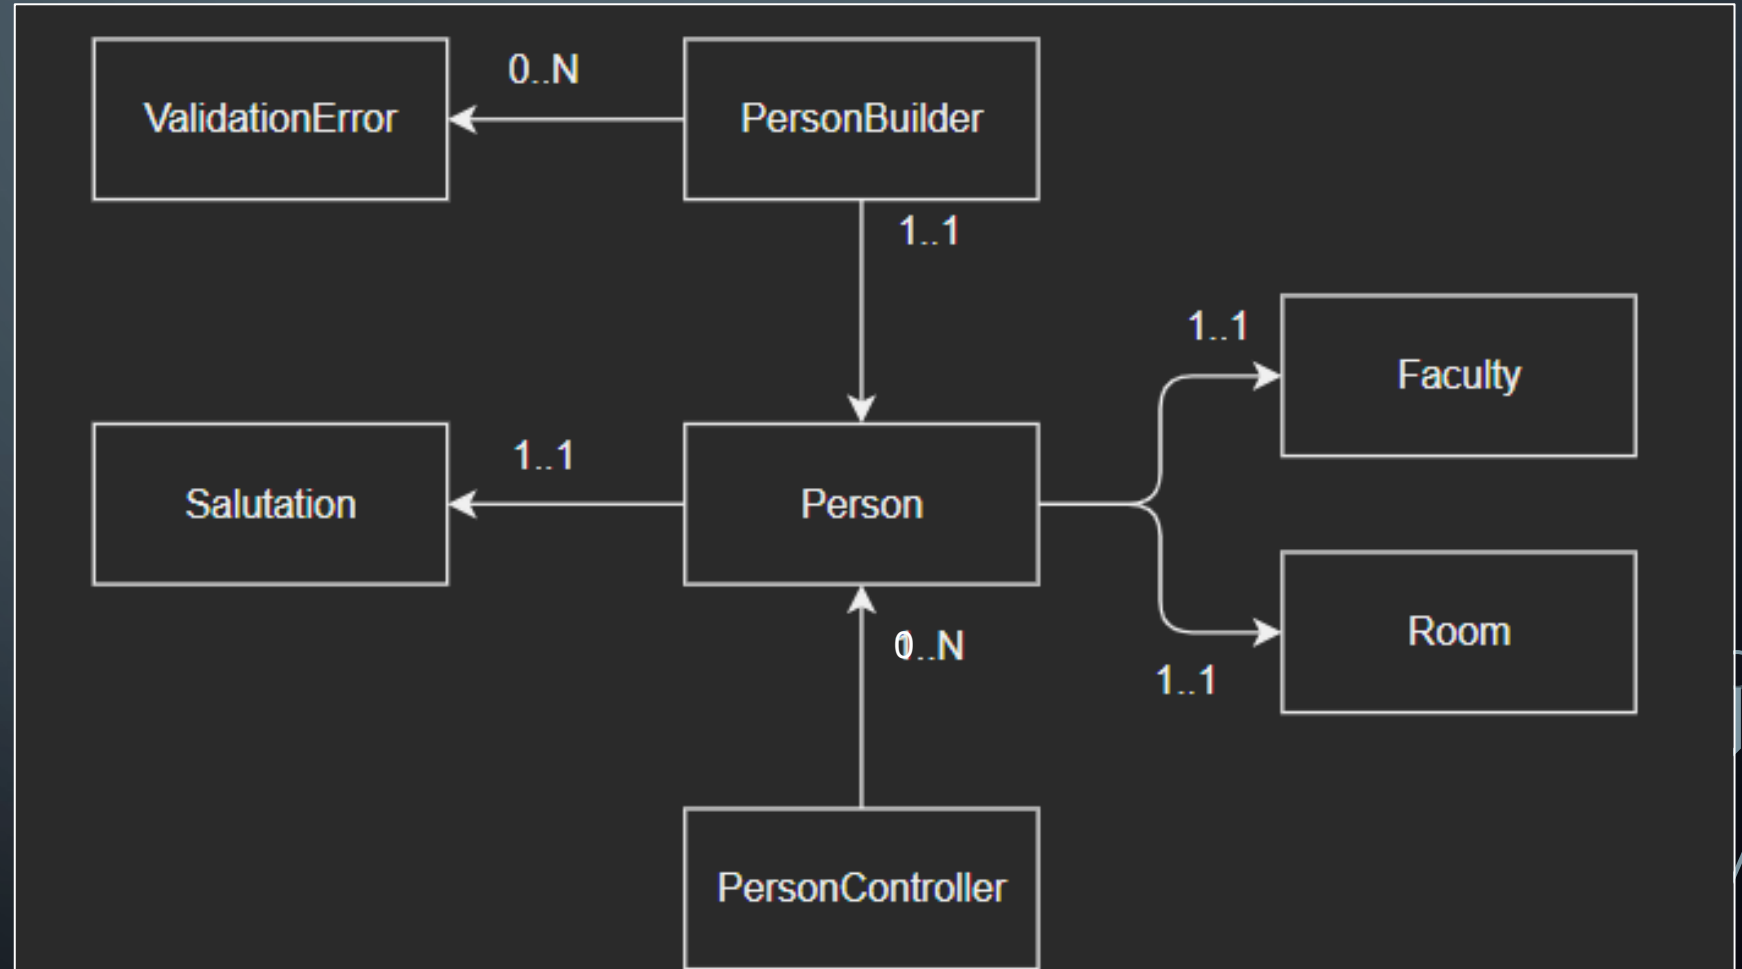 0..N
ValidationError
PersonBuilder
1..1
1..1
Faculty
1..1
Salutation
Person
0..N
1..1
Room
PersonController